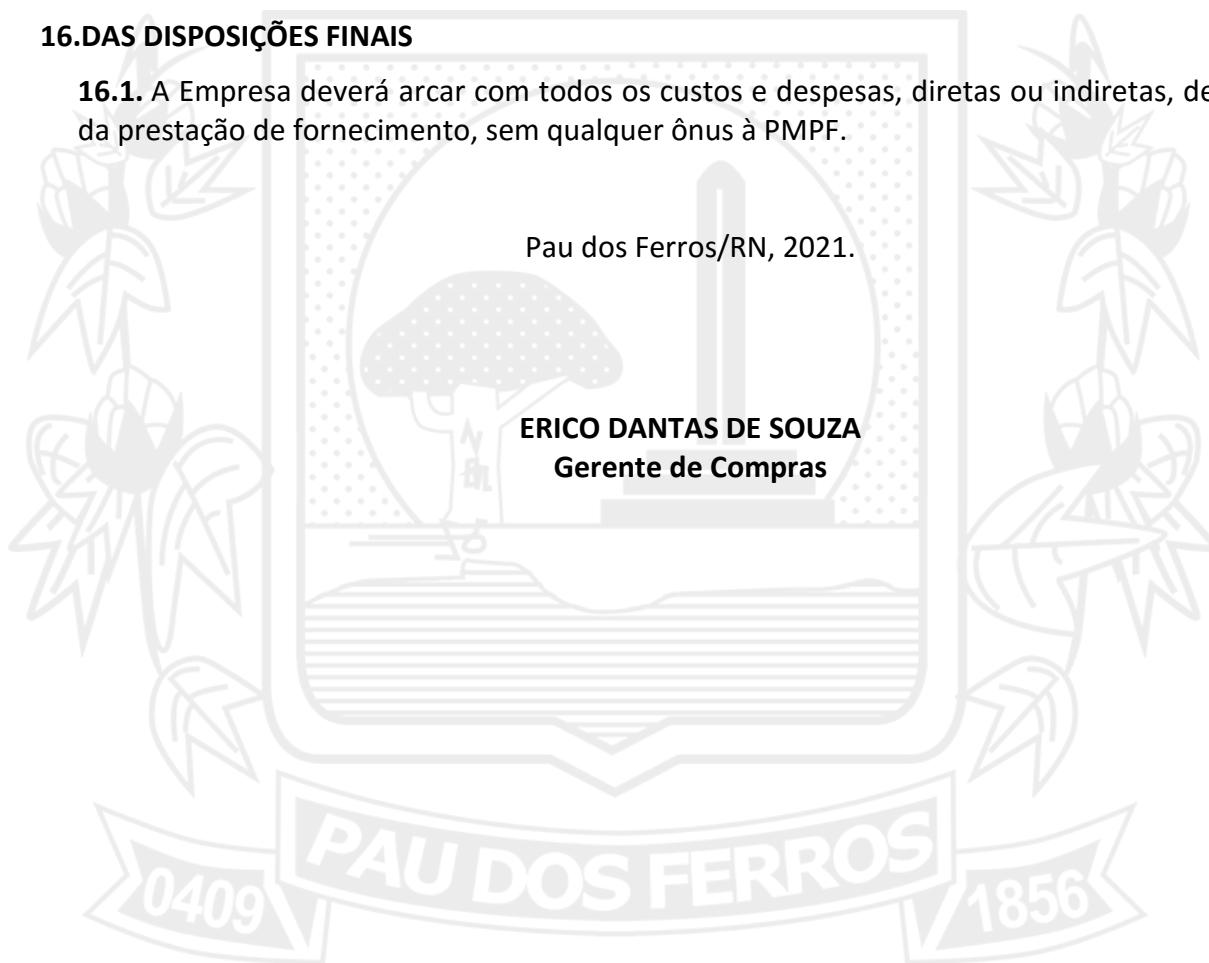 16.DAS DISPOSIÇÕES FINAIS
16.1. A Empresa deverá arcar com todos os custos e despesas, diretas ou indiretas,
da prestação de fornecimento, sem qualquer ônus à PMPF.
Pau dos Ferros/RN, 2021.
ERICO DANTAS DE SOUZA
Gerente de Compras
PAU DOS FERROS
0409
1856